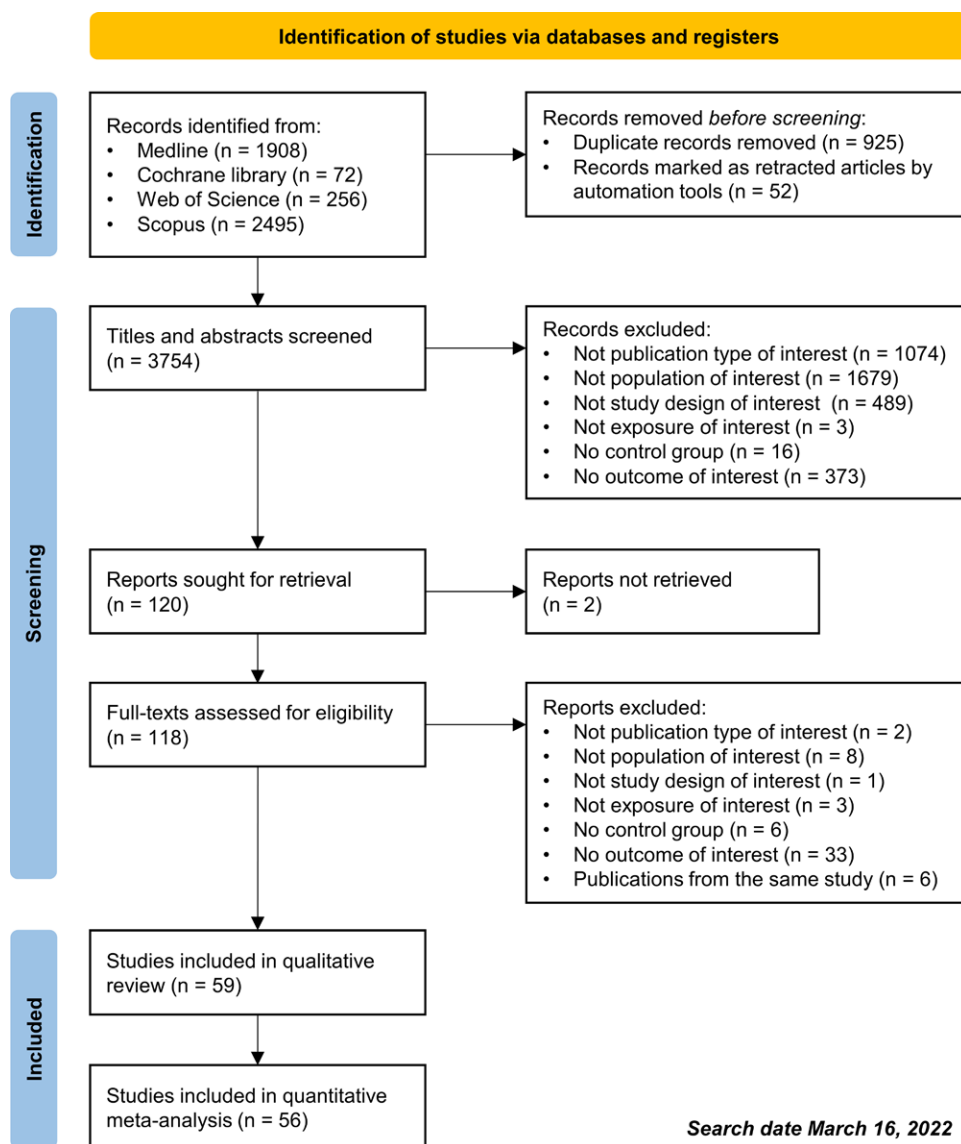 Identification of studies via databases and registers
Identification
Records identified from:
• Medline (n = 1908)
• Cochrane library (n = 72)
• Web of Science (n = 256)
• Scopus (n = 2495)
Records removed before screening:
• Duplicate records removed (n = 925)
• Records marked as retracted articles by
automation tools (n = 52)
Screening
Titles and abstracts screened
(n = 3754)
Records excluded:
• Not publication type of interest (n = 1074)
• Not population of interest (n = 1679)
• Not study design of interest (n = 489)
• Not exposure of interest (n = 3)
• No control group (n = 16)
• No outcome of interest (n = 373)
Reports sought for retrieval
(n = 120)
Reports not retrieved
(n = 2)
Full-texts assessed for eligibility
(n = 118)
Reports excluded:
• Not publication type of interest (n = 2)
• Not population of interest (n = 8)
• Not study design of interest (n = 1)
• Not exposure of interest (n = 3)
• No control group (n = 6)
• No outcome of interest (n = 33)
• Publications from the same study (n = 6)
Included
Studies included in qualitative
review (n = 59)
Studies included in quantitative
meta-analysis (n = 56)
Search date March 16, 2022